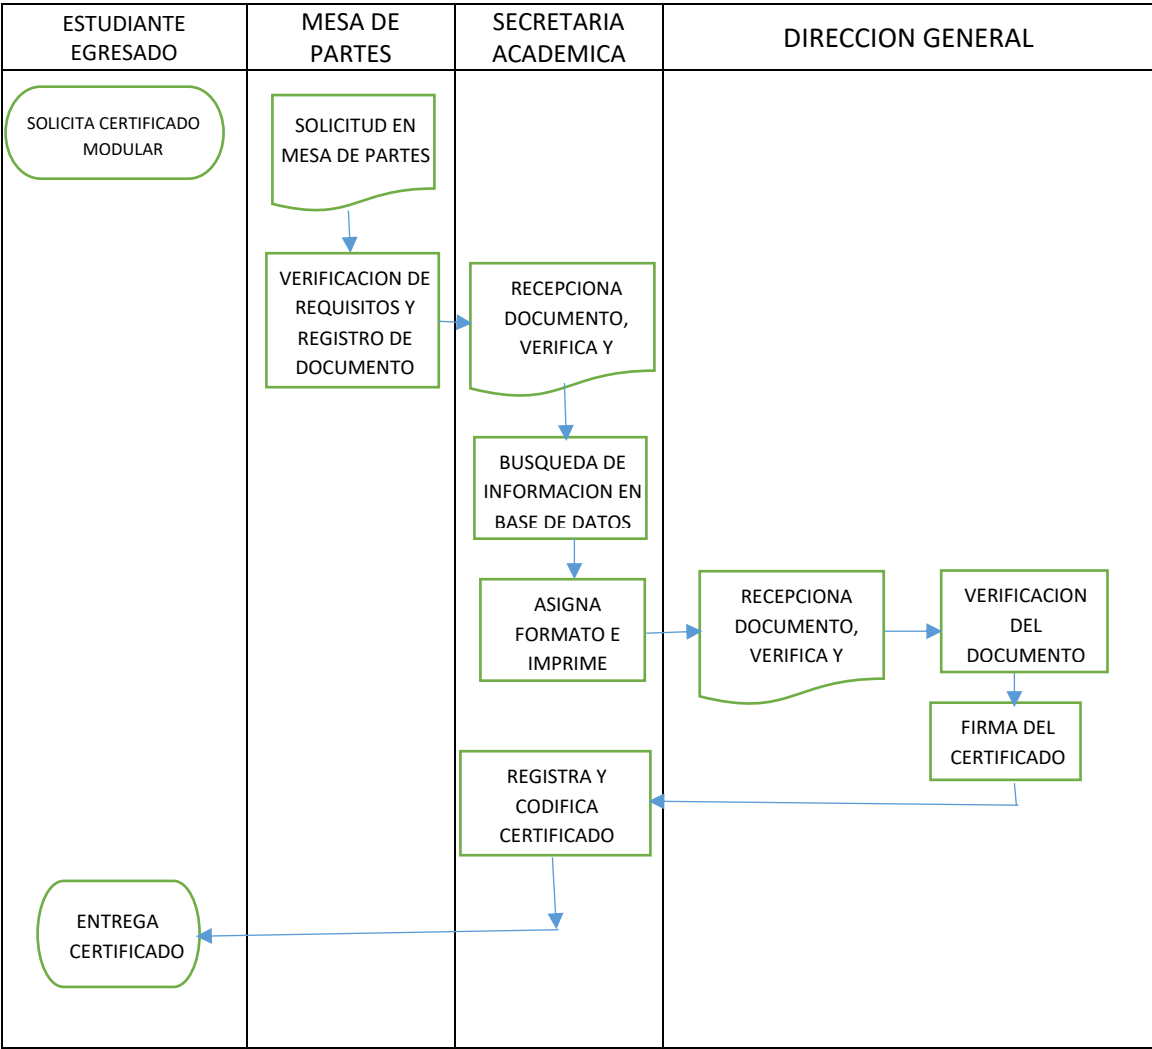 ESTUDIANTE
EGRESADO
MESA DE
PARTES
SECRETARIA
ACADEMICA
DIRECCION GENERAL
SOLICITA CERTIFICADO
MODULAR
SOLICITUD EN
MESA DE PARTES
VERIFICACION DE
REQUISITOS Y
REGISTRO DE
DOCUMENTO
RECEPCIONA
DOCUMENTO,
VERIFICA Y
BUSQUEDA DE
INFORMACION EN
BASE DE DATOS
ASIGNA
FORMATO E
IMPRIME
RECEPCIONA
DOCUMENTO,
VERIFICA Y
VERIFICACION
DEL
DOCUMENTO
FIRMA DEL
CERTIFICADO
REGISTRA Y
CODIFICA
CERTIFICADO
ENTREGA
CERTIFICADO